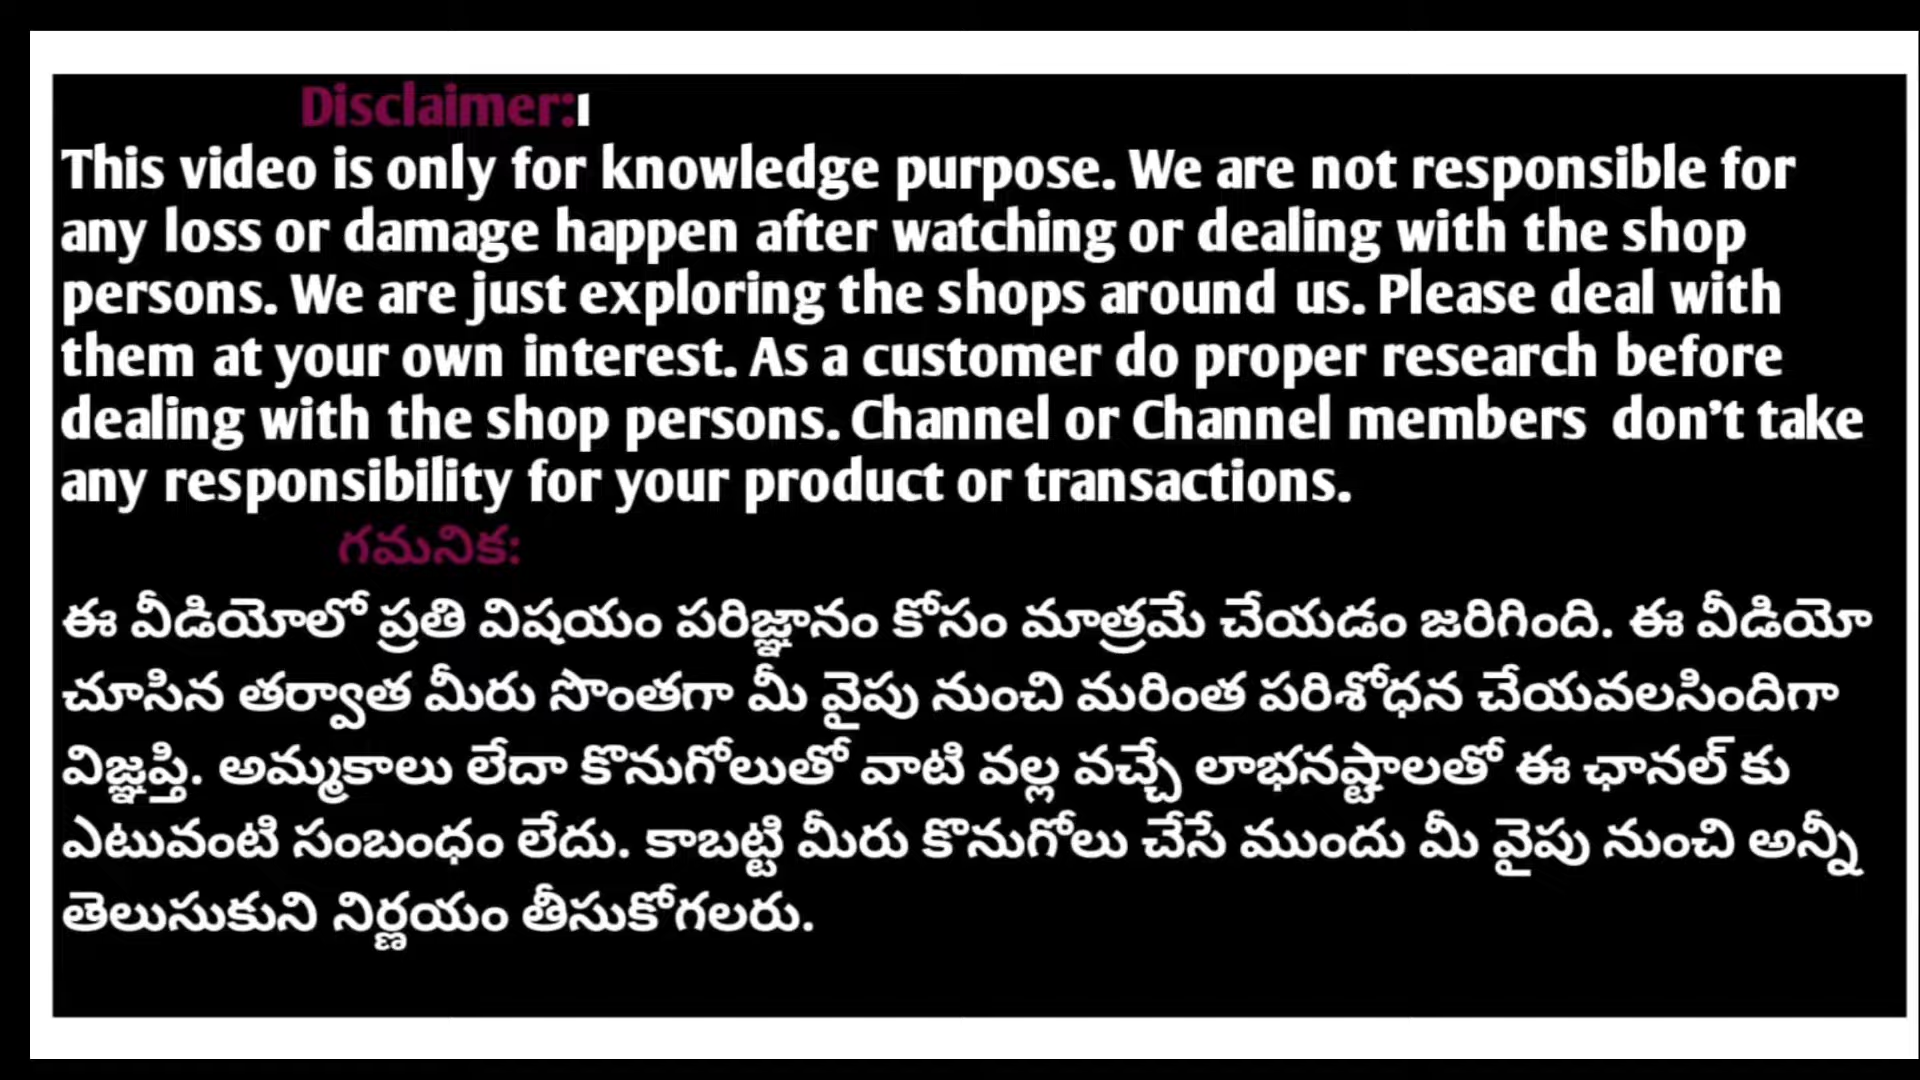 Disclaimer:
This video is only for knowledge purpose. We are not responsible for
any loss or damage happen after watching or dealing with the shop
persons. We are just exploring the shops around us. Please deal with
them at your own interest. As a customer do proper research before
dealing with the shop persons. Channel or Channel members don't take
any responsibility for your product or transactions.
గమనిక:
ఈ వీడియోలో ప్రతి విషయం పరిజ్ఞానం కోసం మాత్రమే చేయడం జరిగింది. ఈ వీడియో
చూసిన తర్వాత మీరు సొంతగా మీ వైపు నుంచి మరింత పరిశోధన చేయవలసిందిగా
విజ్ఞప్తి. అమ్మకాలు లేదా కొనుగోలుతో వాటి వల్ల వచ్చే లాభనష్టాలతో ఈ ఛానల్ కు
ఎటువంటి సంబంధం లేదు. కాబట్టి మీరు కొనుగోలు చేసే ముందు మీ వైపు నుంచి అన్నీ
తెలుసుకుని నిర్ణయం తీసుకోగలరు.